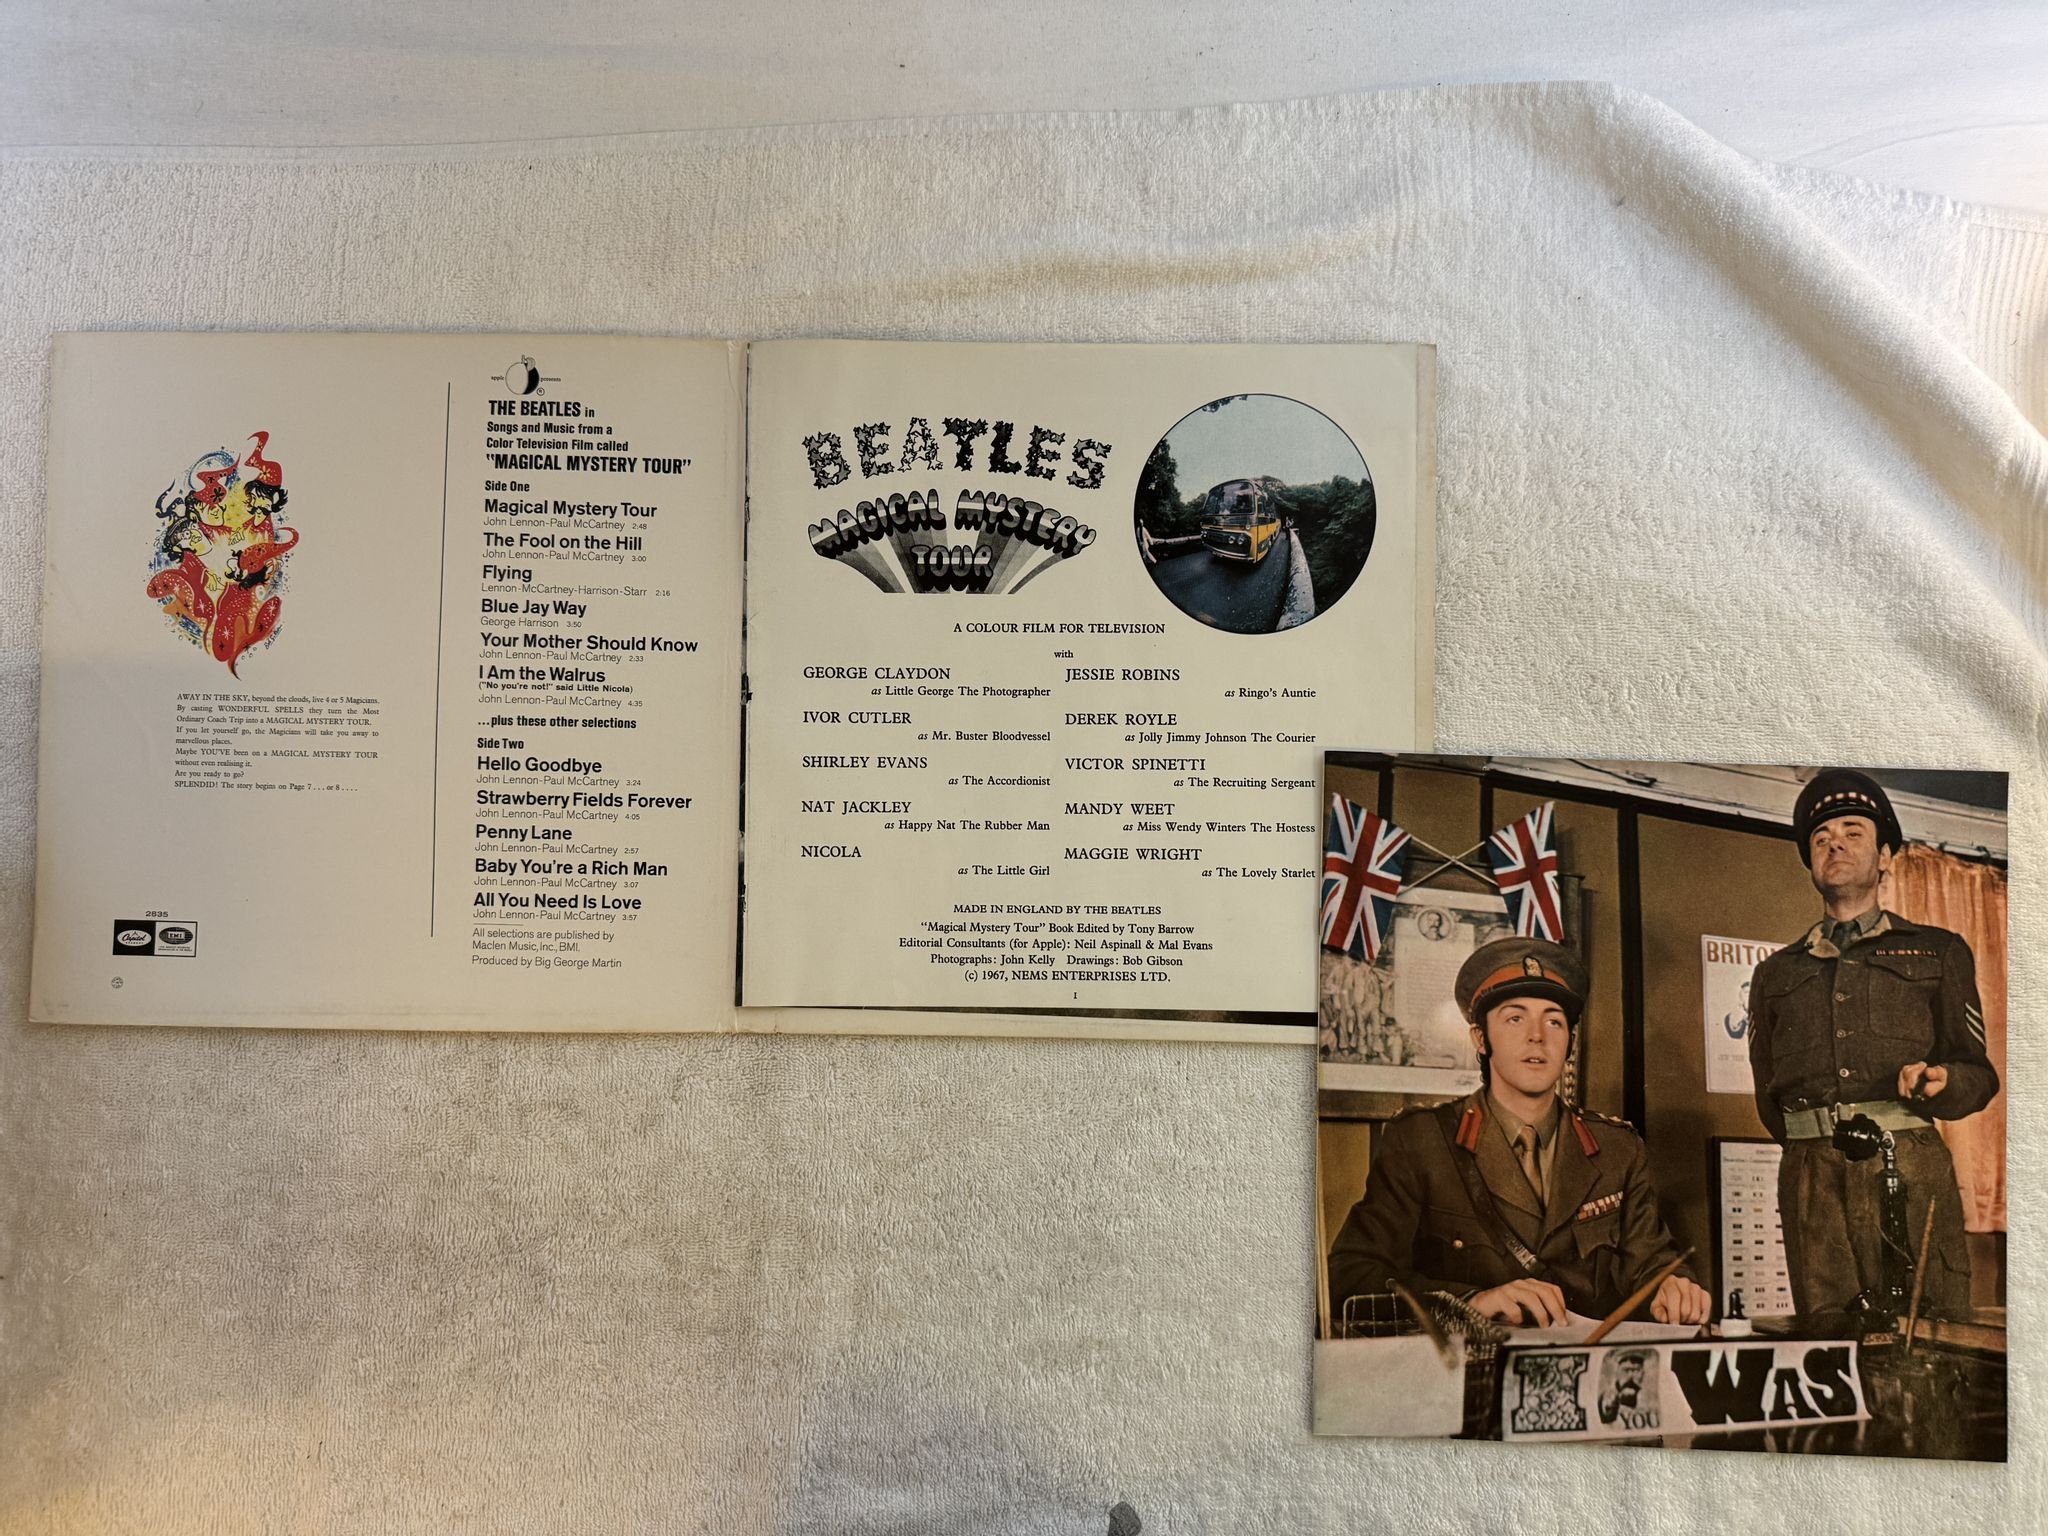 AWAY IN THE SKY, beyond the clouds, live 4 or 5 Magicians.
By casting WONDERFUL SPELLS they turn the Most
Ordinary Coach Trip into a MAGICAL MYSTERY TOUR.
If you let yourself go, the Magicians will take you away to
marvellous places.
Maybe YOU'VE been on a MAGICAL MYSTERY TOUR
without even realising it.
Are you ready to go?
SPLENDID! The story begins on Page 7 . . . or 8 . . . .
2835
Capitol
EMI
apple presents
®
THE BEATLES in
Songs and Music from a
Color Television Film called
"MAGICAL MYSTERY TOUR"
Side One
Magical Mystery Tour
John Lennon-Paul McCartney 2:48
The Fool on the Hill
John Lennon-Paul McCartney 3:00
Flying
Lennon-McCartney-Harrison-Starr 2:16
Blue Jay Way
George Harrison 3:50
Your Mother Should Know
John Lennon-Paul McCartney 2:33
I Am the Walrus
("No you're not!" said Little Nicola)
John Lennon-Paul McCartney 4:35
...plus these other selections
Side Two
Hello Goodbye
John Lennon-Paul McCartney 3:24
Strawberry Fields Forever
John Lennon-Paul McCartney 4:05
Penny Lane
John Lennon-Paul McCartney 2:57
Baby You're a Rich Man
John Lennon-Paul McCartney 3:07
All You Need Is Love
John Lennon-Paul McCartney 3:57
All selections are published by
Maclen Music, Inc., BMI.
Produced by Big George Martin
BEATLES
MAGICAL MYSTERY
TOUR
A COLOUR FILM FOR TELEVISION
with
GEORGE CLAYDON
as Little George The Photographer
IVOR CUTLER
as Mr. Buster Bloodvessel
SHIRLEY EVANS
as The Accordionist
NAT JACKLEY
as Happy Nat The Rubber Man
NICOLA
as The Little Girl
JESSIE ROBINS
as Ringo's Auntie
DEREK ROYLE
as Jolly Jimmy Johnson The Courier
VICTOR SPINETTI
as The Recruiting Sergeant
MANDY WEET
as Miss Wendy Winters The Hostess
MAGGIE WRIGHT
as The Lovely Starlet
MADE IN ENGLAND BY THE BEATLES
"Magical Mystery Tour" Book Edited by Tony Barrow
Editorial Consultants (for Apple): Neil Aspinall & Mal Evans
Photographs: John Kelly Drawings: Bob Gibson
(c) 1967, NEMS ENTERPRISES LTD.
1
BRITO
I YOU WAS